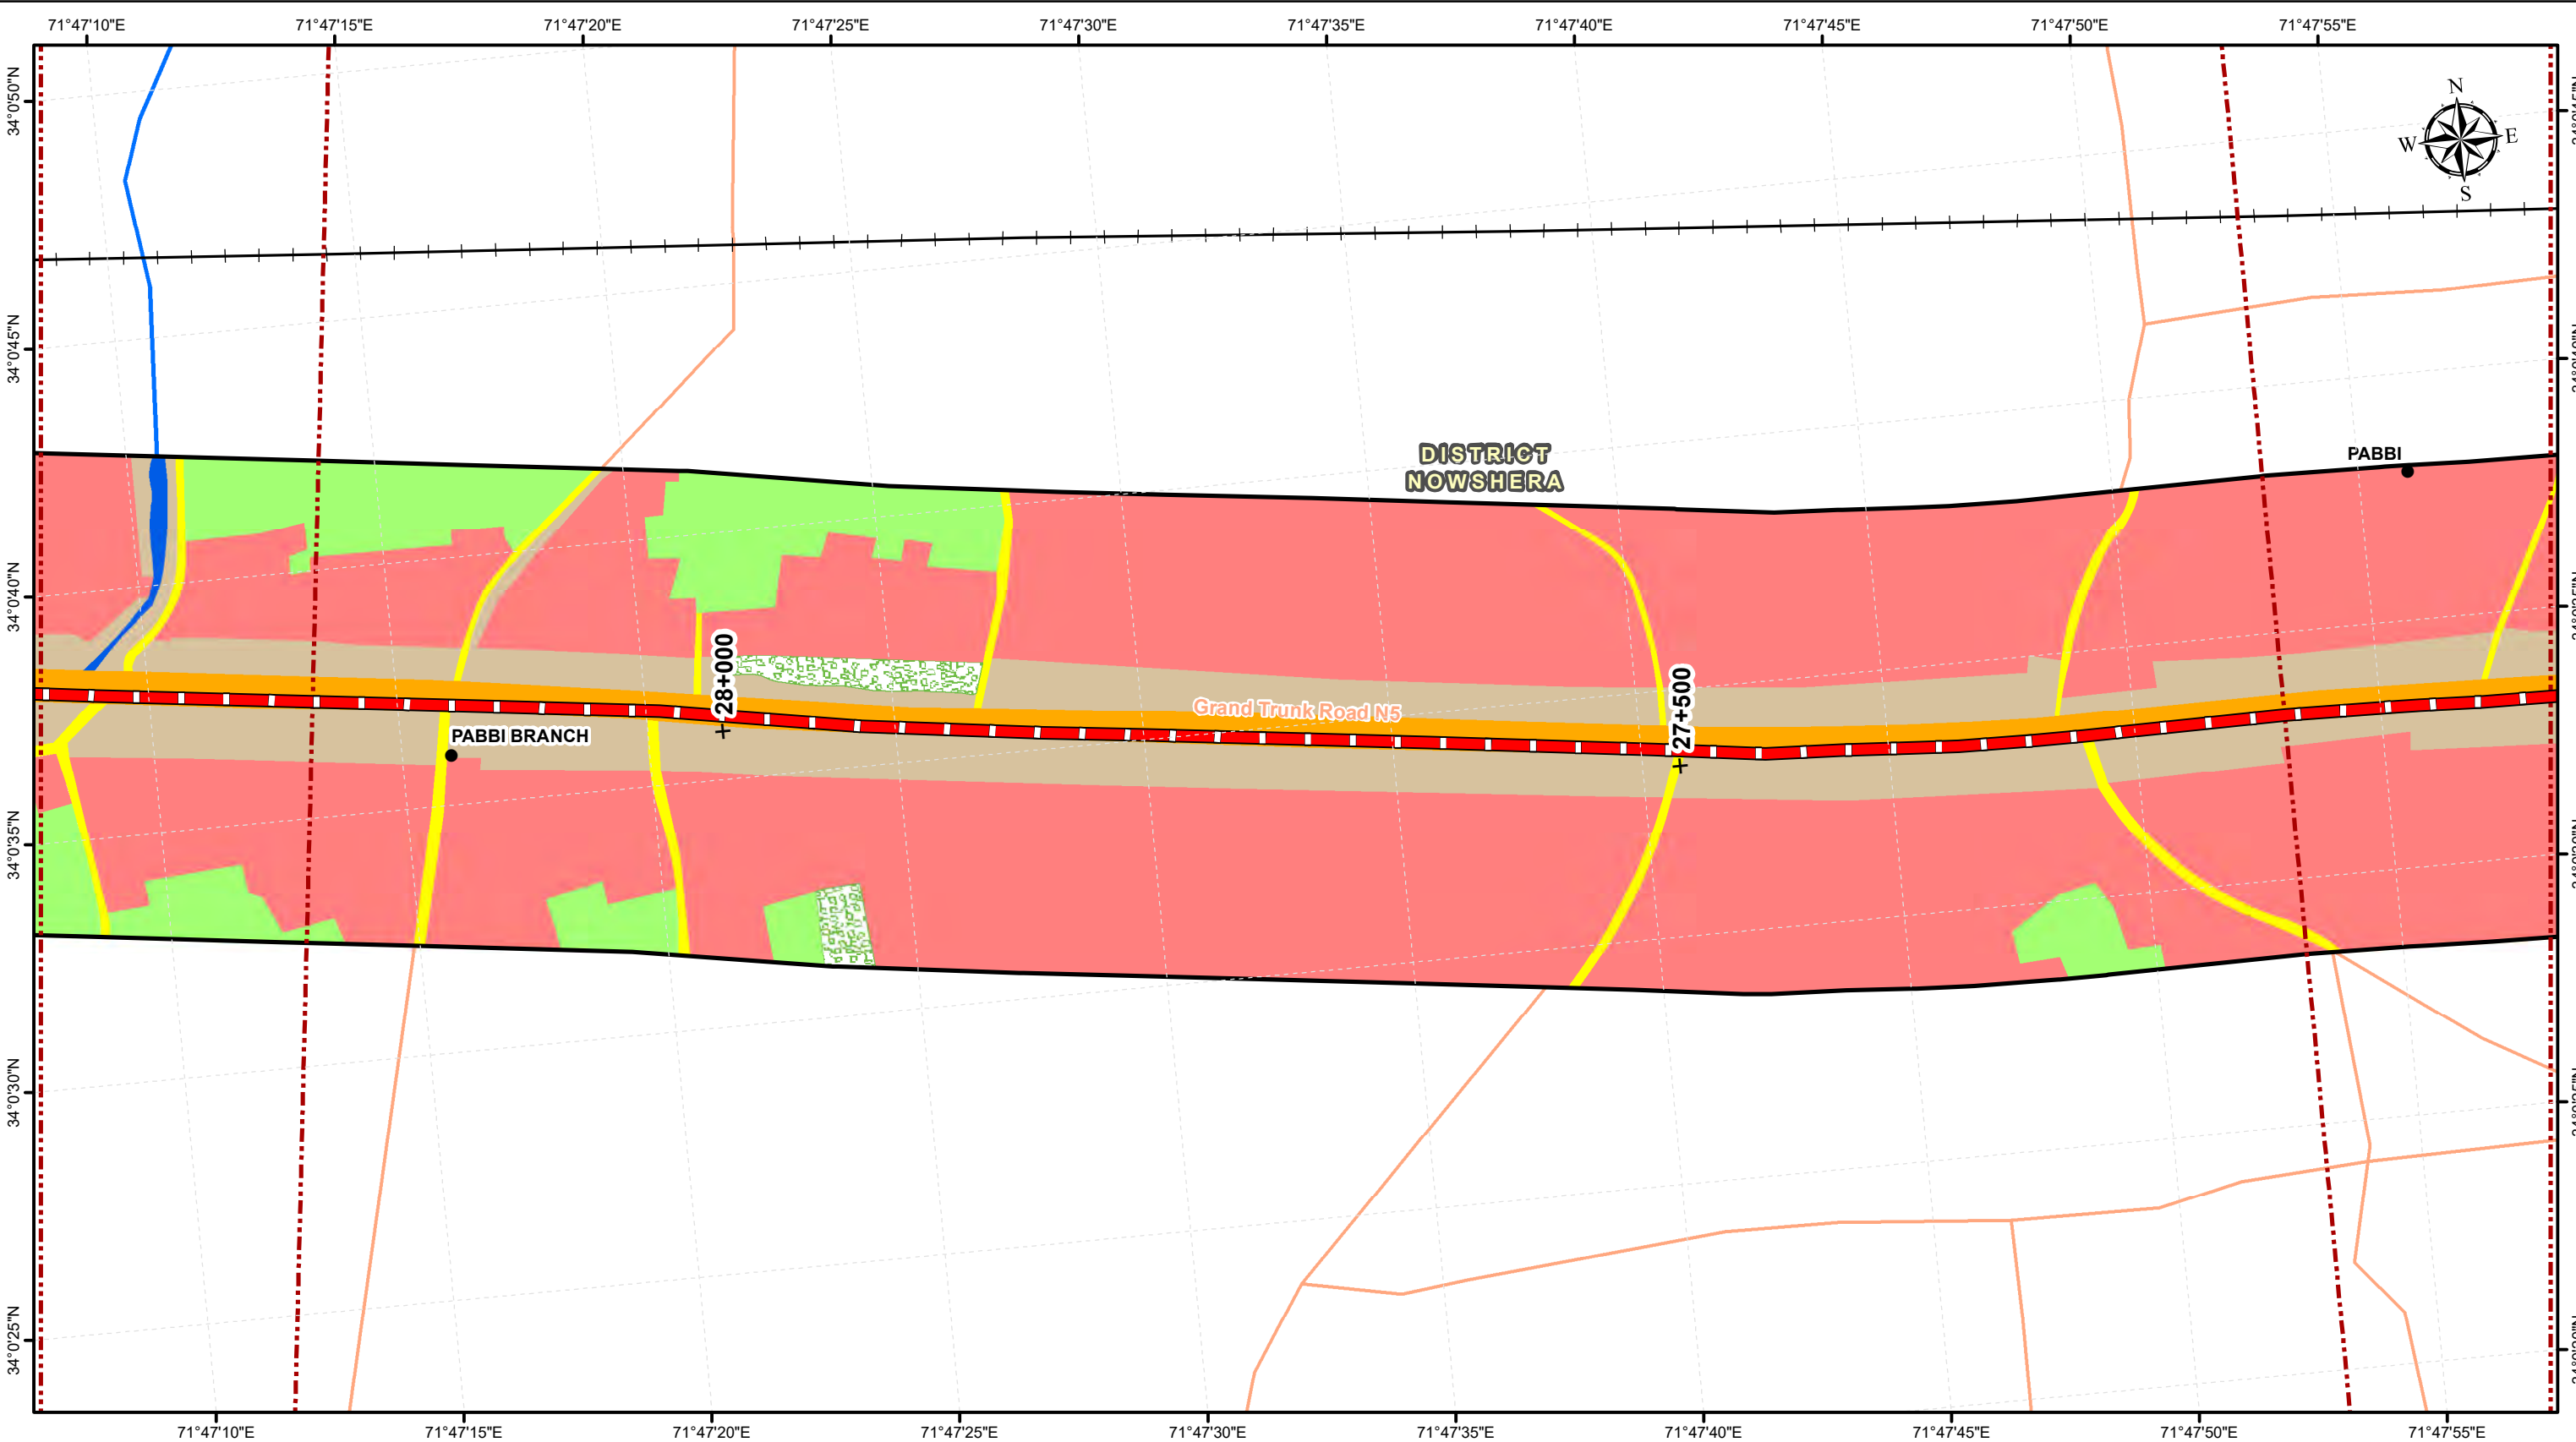 71°47'10"E 71°47'15"E 71°47'20"E 71°47'25"E 71°47'30"E 71°47'35"E 71°47'40"E 71°47'45"E 71°47'50"E 71°47'55"E
34°0'50"N
N
W E
S
34°0'45"N
DISTRICT
NOWSHERA
PABBI
34°0'40"N
28+000
27+500
Grand Trunk Road N5
PABBI BRANCH
34°0'35"N
34°0'30"N
34°0'25"N
71°47'10"E 71°47'15"E 71°47'20"E 71°47'25"E 71°47'30"E 71°47'35"E 71°47'40"E 71°47'45"E 71°47'50"E 71°47'55"E